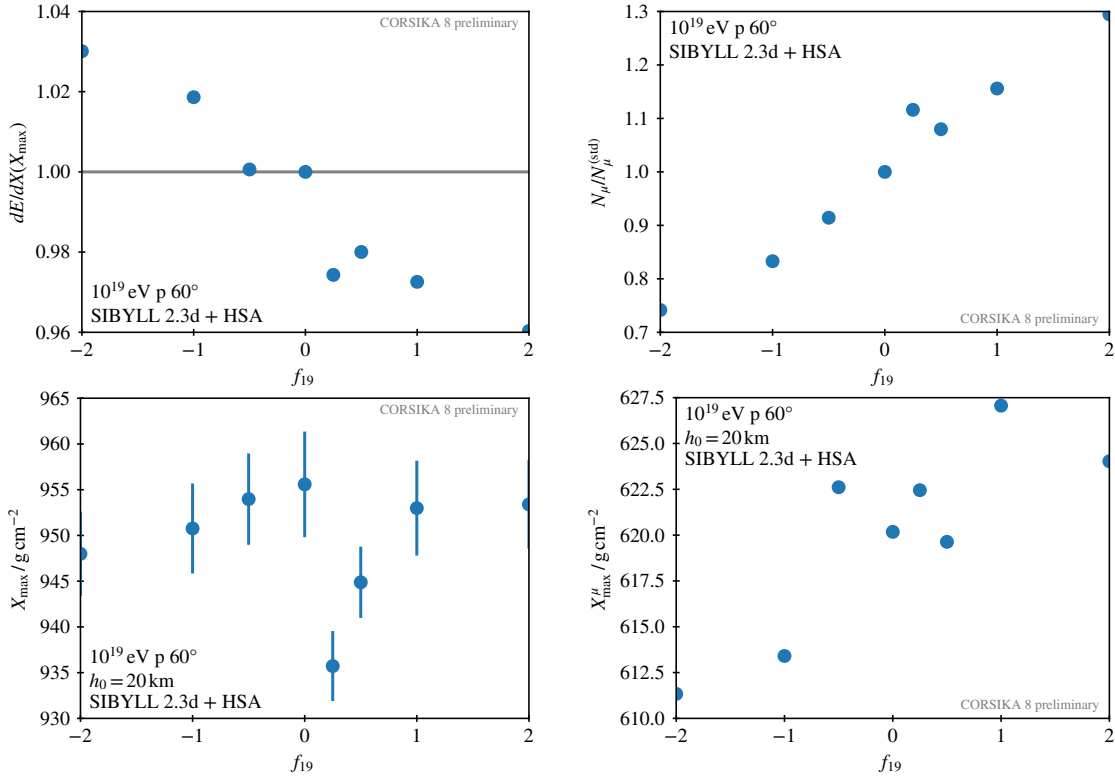 1.04
1.02
1.00
0.98
0.96
dE/dX(X_max)
CORSIKA 8 preliminary
10^19 eV p 60°
SIBYLL 2.3d + HSA
−2 −1 0 1 2
f_19
1.3
1.2
1.1
1.0
0.9
0.8
0.7
N_μ/N_μ^(std)
10^19 eV p 60°
SIBYLL 2.3d + HSA
CORSIKA 8 preliminary
−2 −1 0 1 2
f_19
965
960
955
950
945
940
935
930
X_max / g cm^−2
CORSIKA 8 preliminary
10^19 eV p 60°
h_0 = 20 km
SIBYLL 2.3d + HSA
−2 −1 0 1 2
f_19
627.5
625.0
622.5
620.0
617.5
615.0
612.5
610.0
X^μ_max / g cm^−2
10^19 eV p 60°
h_0 = 20 km
SIBYLL 2.3d + HSA
CORSIKA 8 preliminary
−2 −1 0 1 2
f_19